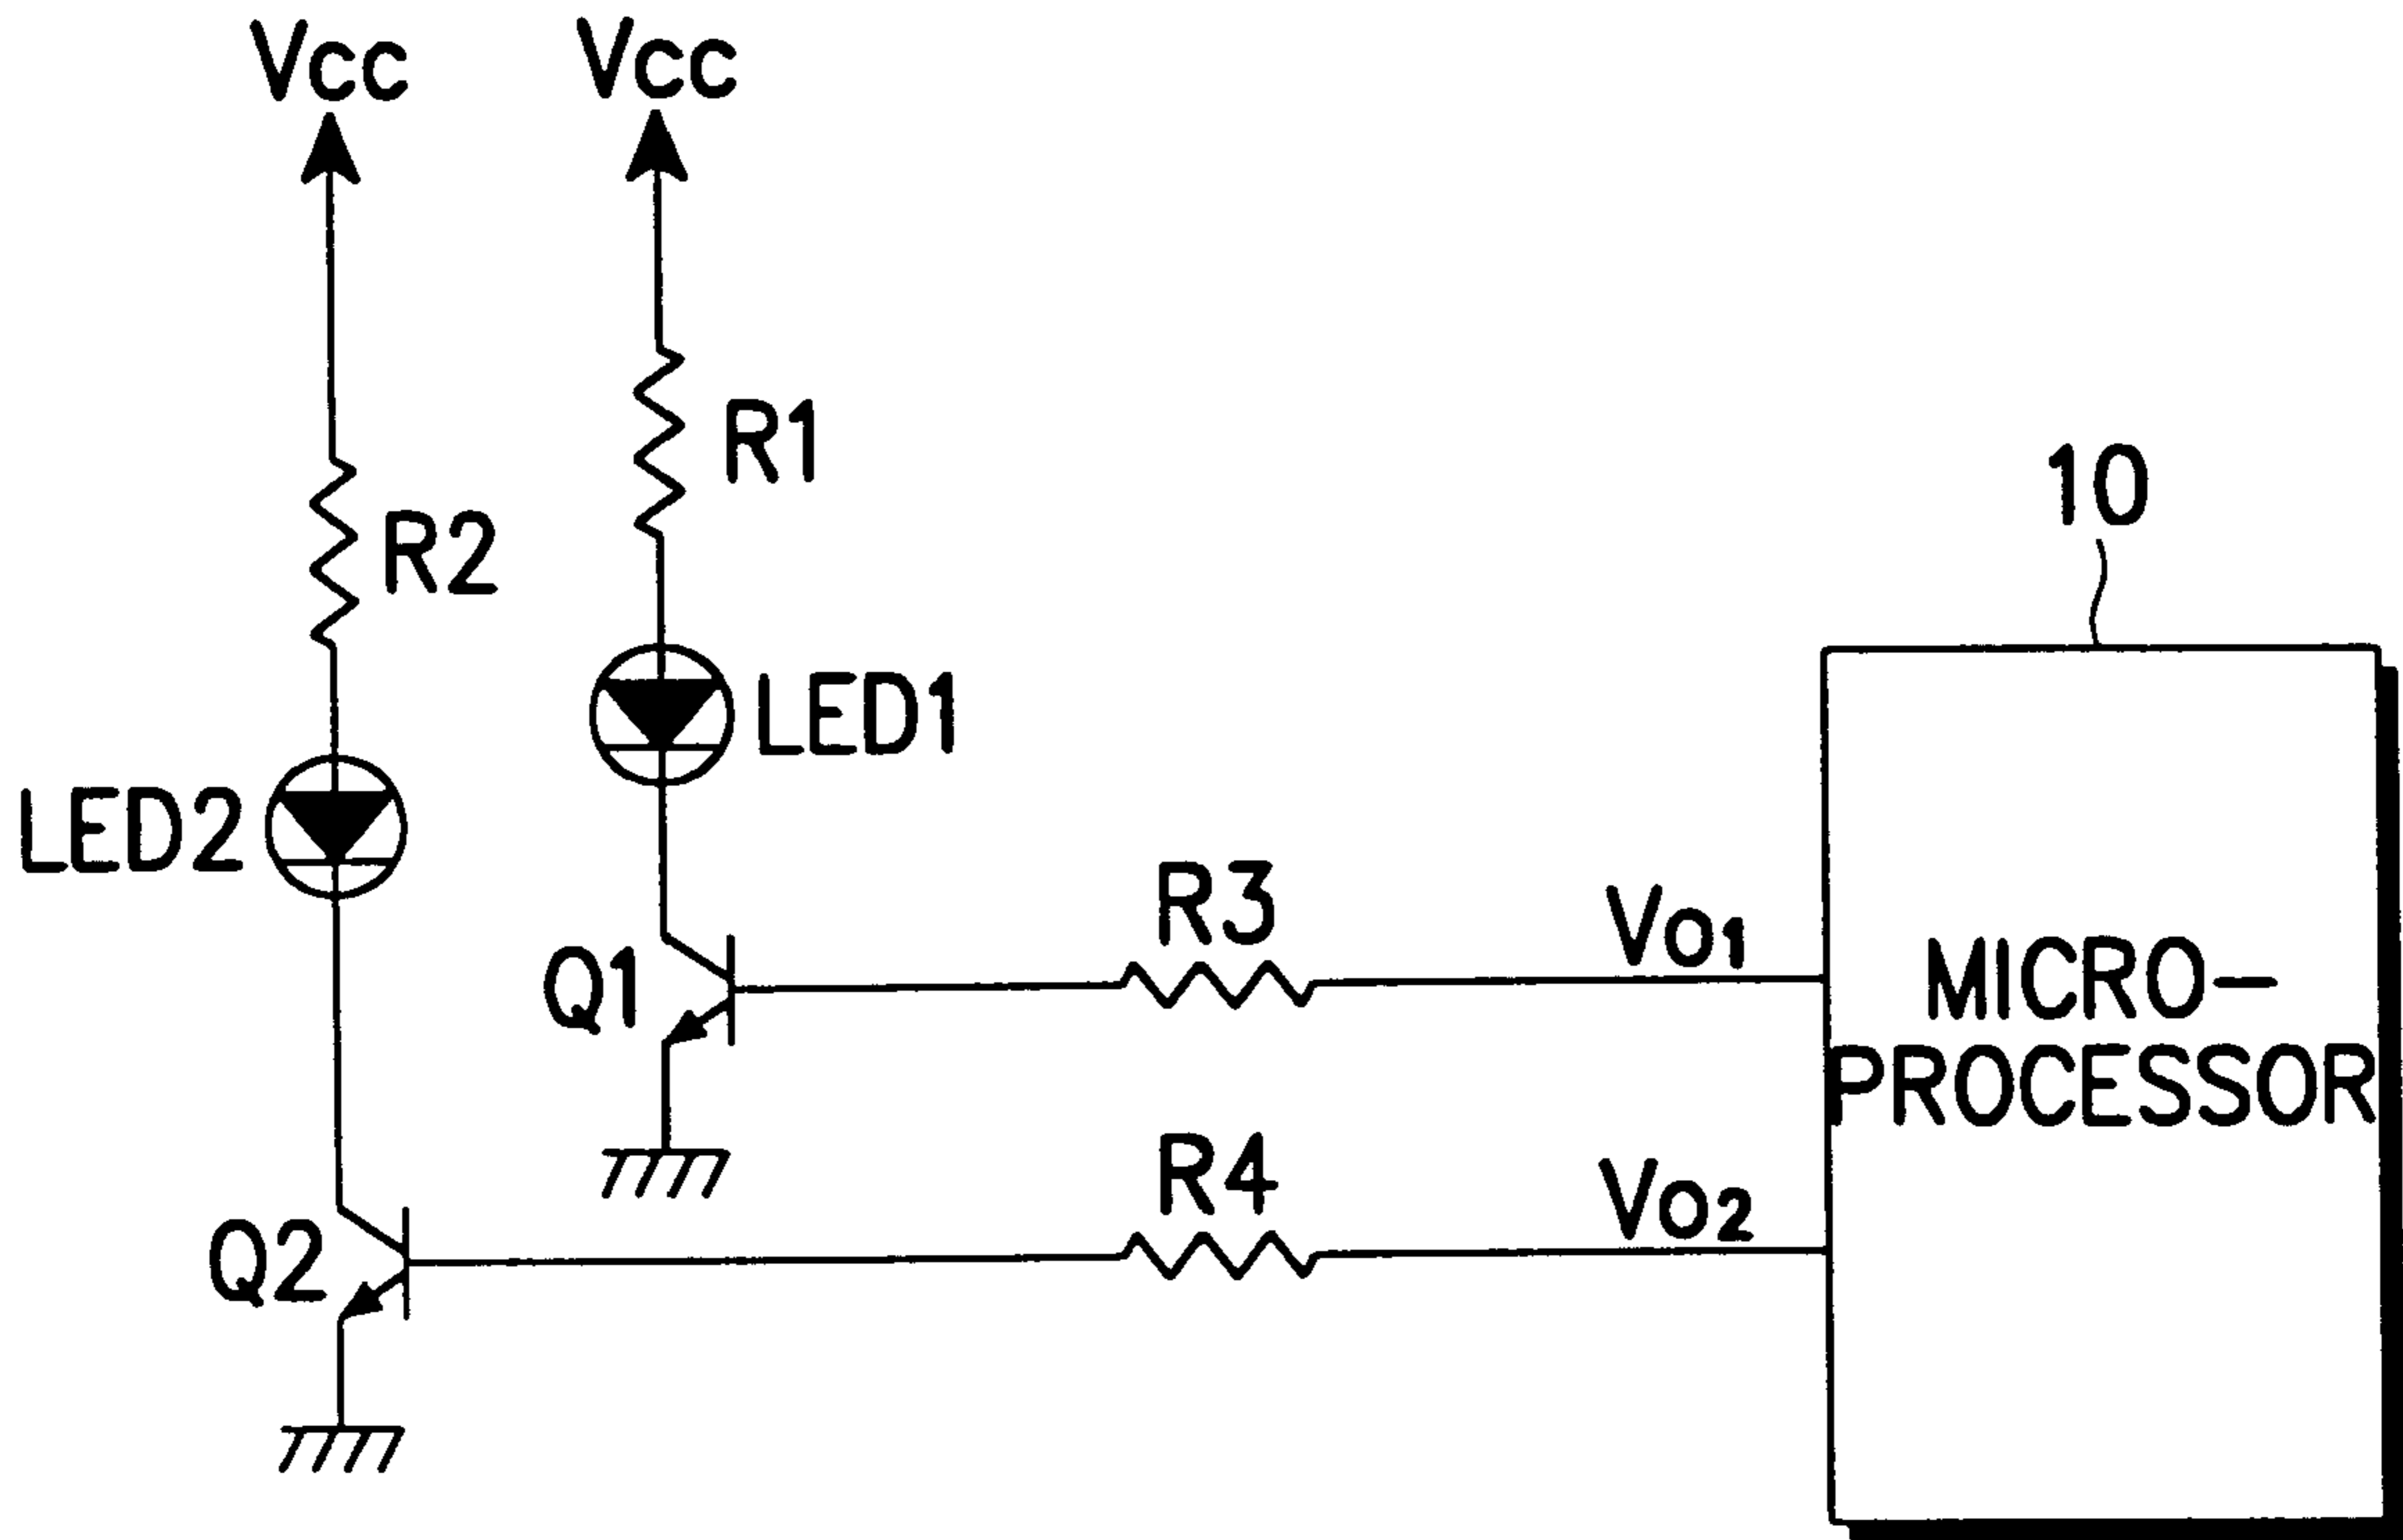 Vcc
Vcc
R1
10
R2
LED1
LED2
R3
Vo1
Q1
MICRO-
PROCESSOR
R4
Vo2
Q2